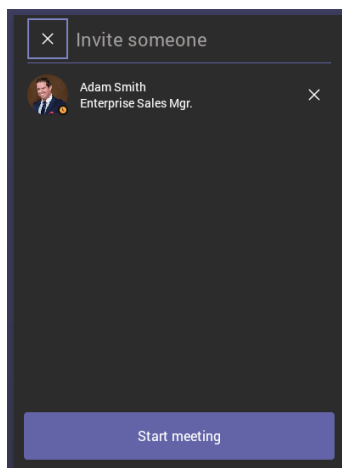 Invite someone
Adam Smith
Enterprise Sales Mgr.
Start meeting